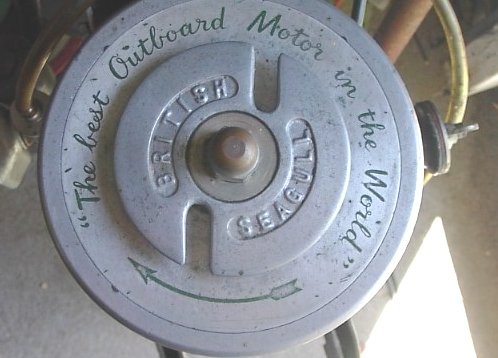 "The best Outboard Motor in the World"
BRITISH
SEAGULL